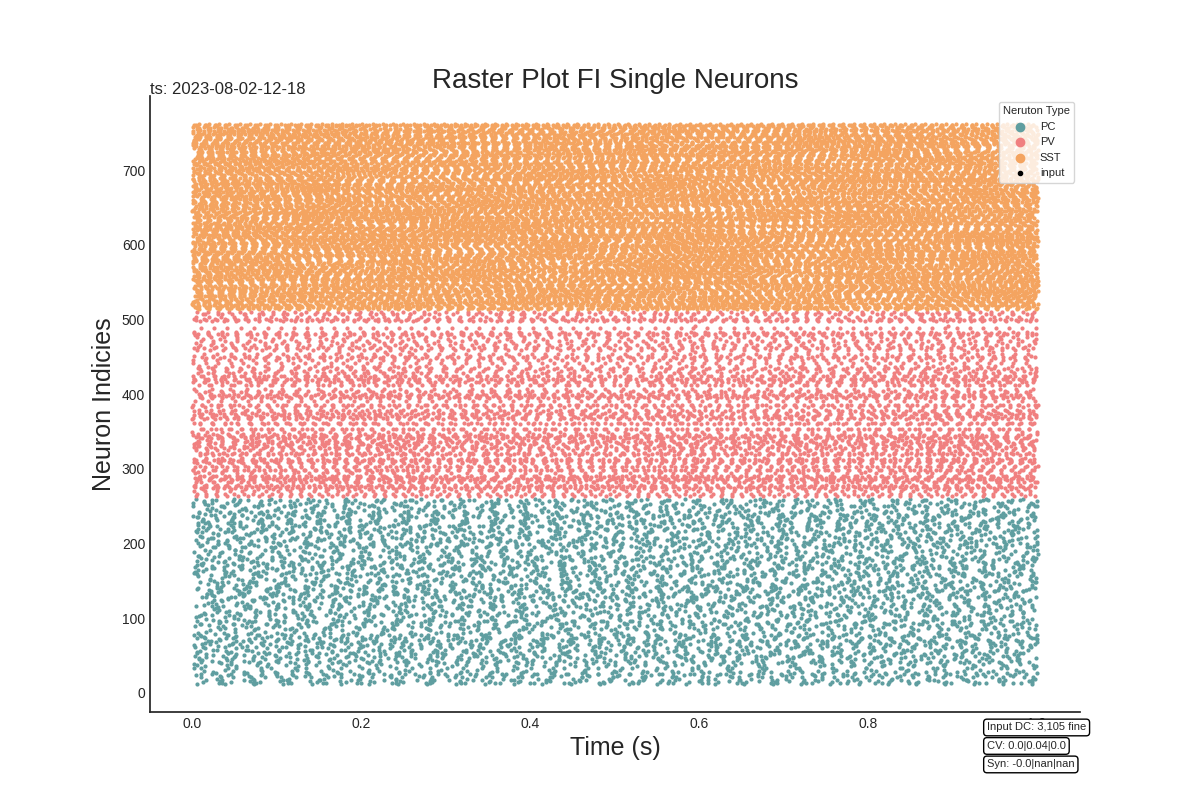 Raster Plot FI Single Neurons
ts: 2023-08-02-12-18
Neruton Type
PC
PV
SST
input
Neuron Indicies
700
600
500
400
300
200
100
0
0.0
0.2
0.4
0.6
0.8
Time (s)
Input DC: 3,105 fine
CV: 0.0|0.04|0.0
Syn: -0.0|nan|nan